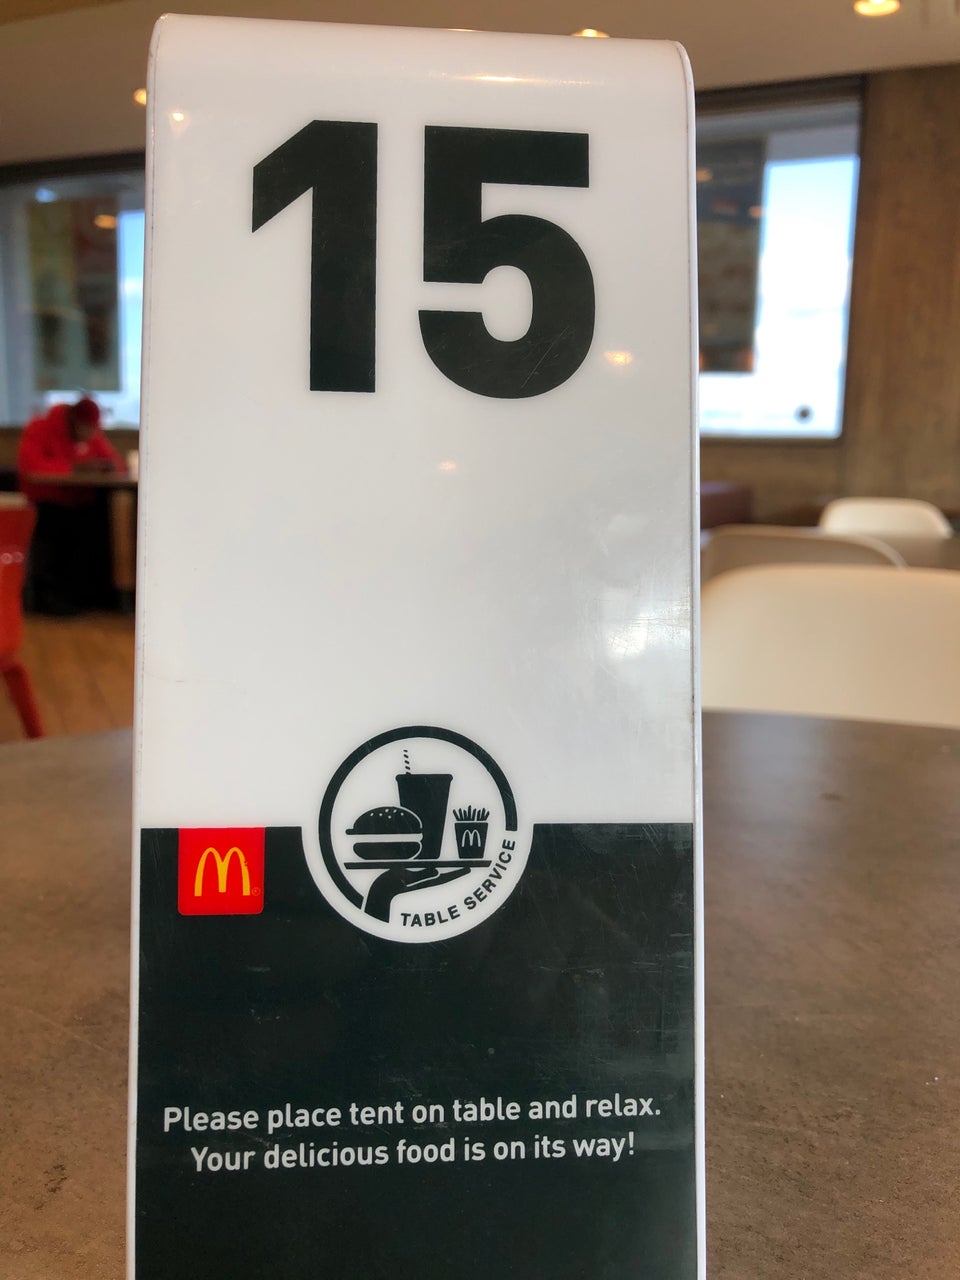 15
TABLE SERVICE
Please place tent on table and relax.
Your delicious food is on its way!